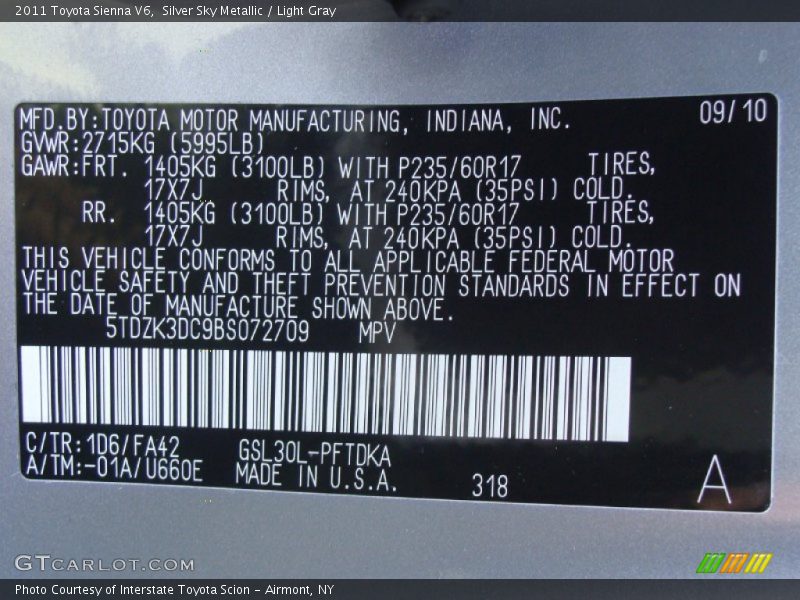 2011 Toyota Sienna V6,  Silver Sky Metallic / Light Gray
MFD.BY:TOYOTA MOTOR MANUFACTURING, INDIANA, INC. 09/10
GVWR:2715KG (5995LB)
GAWR:FRT. 1405KG (3100LB) WITH P235/60R17 TIRES,
17X7J RIMS, AT 240KPA (35PSI) COLD.
RR. 1405KG (3100LB) WITH P235/60R17 TIRES,
17X7J RIMS, AT 240KPA (35PSI) COLD.
THIS VEHICLE CONFORMS TO ALL APPLICABLE FEDERAL MOTOR
VEHICLE SAFETY AND THEFT PREVENTION STANDARDS IN EFFECT ON
THE DATE OF MANUFACTURE SHOWN ABOVE.
5TDZK3DC9BS072709 MPV
C/TR:1D6/FA42 GSL30L-PFTDKA
A/TM:-01A/U660E MADE IN U.S.A. 318 A
GTCARLOT.COM
Photo Courtesy of Interstate Toyota Scion - Airmont, NY